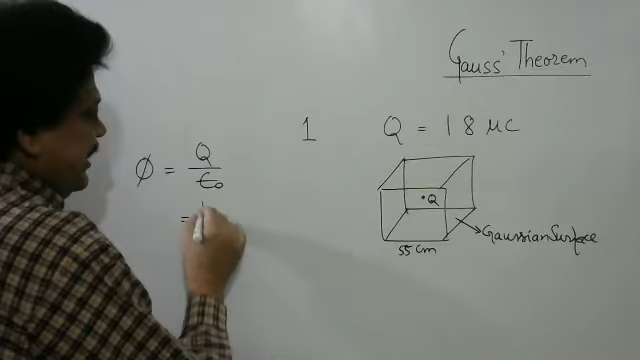 Gauss' Theorem
1 Q = 18 μC
ϕ = Q / ε₀
=
• Q
Gaussian Surface
55 cm